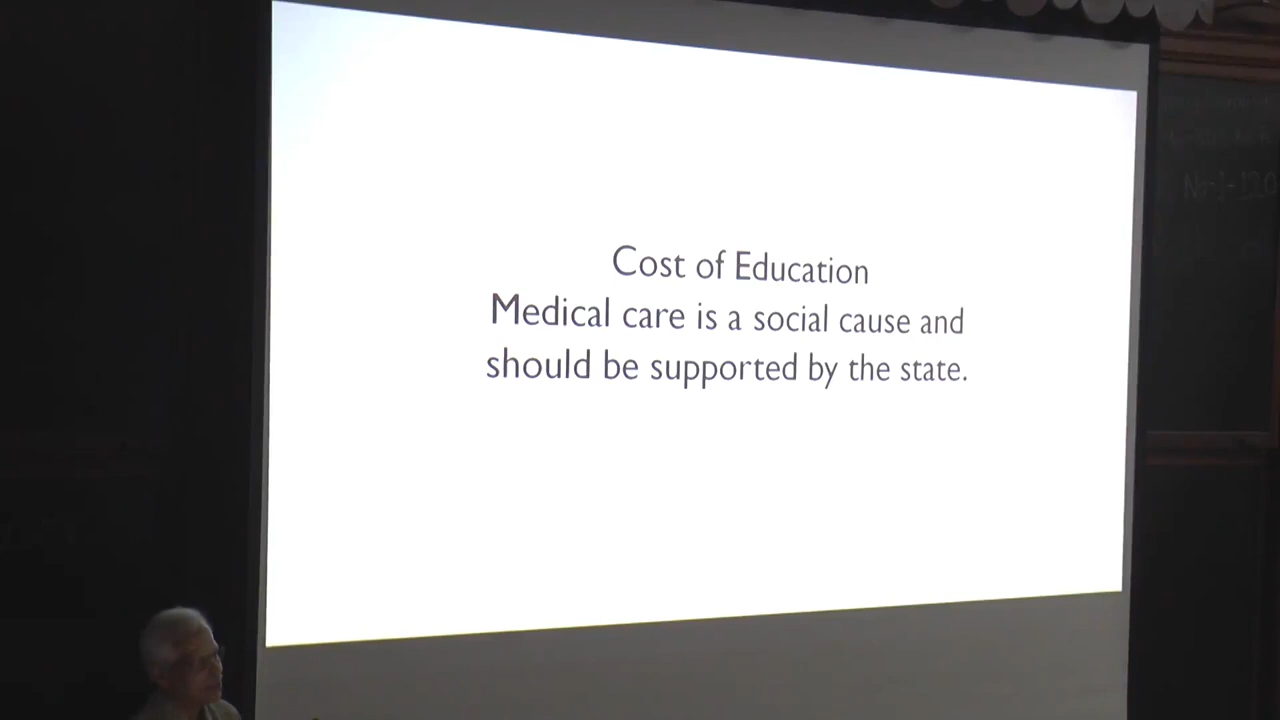 Cost of Education
Medical care is a social cause and
should be supported by the state.